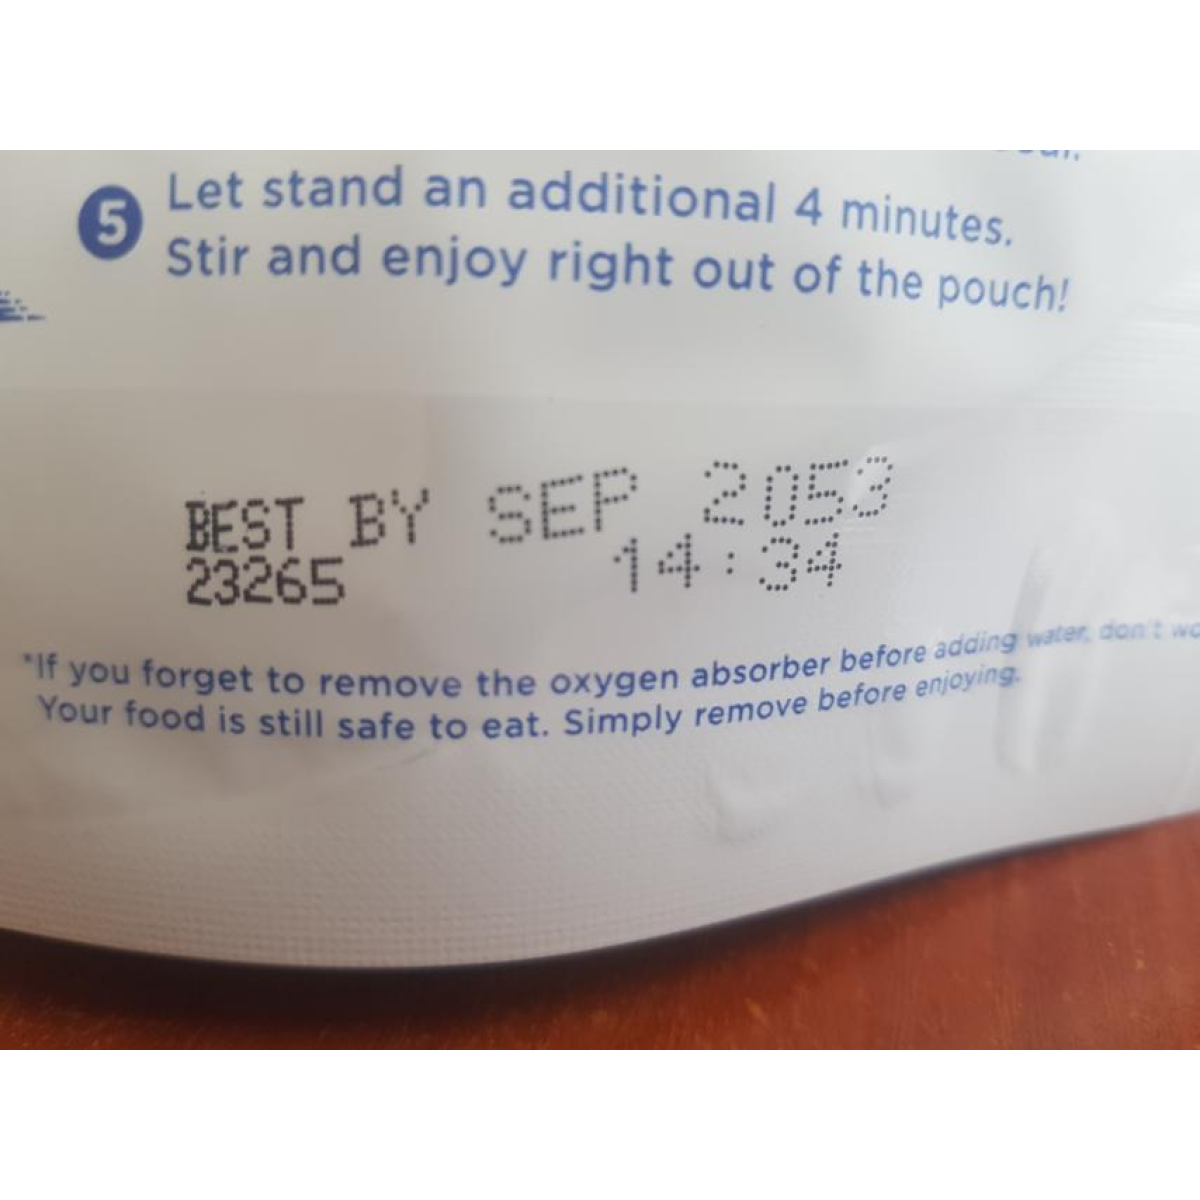 5 Let stand an additional 4 minutes.
Stir and enjoy right out of the pouch!
BEST BY SEP 2053
23265 14:34
*If you forget to remove the oxygen absorber before adding water, don't
Your food is still safe to eat. Simply remove before enjoying.